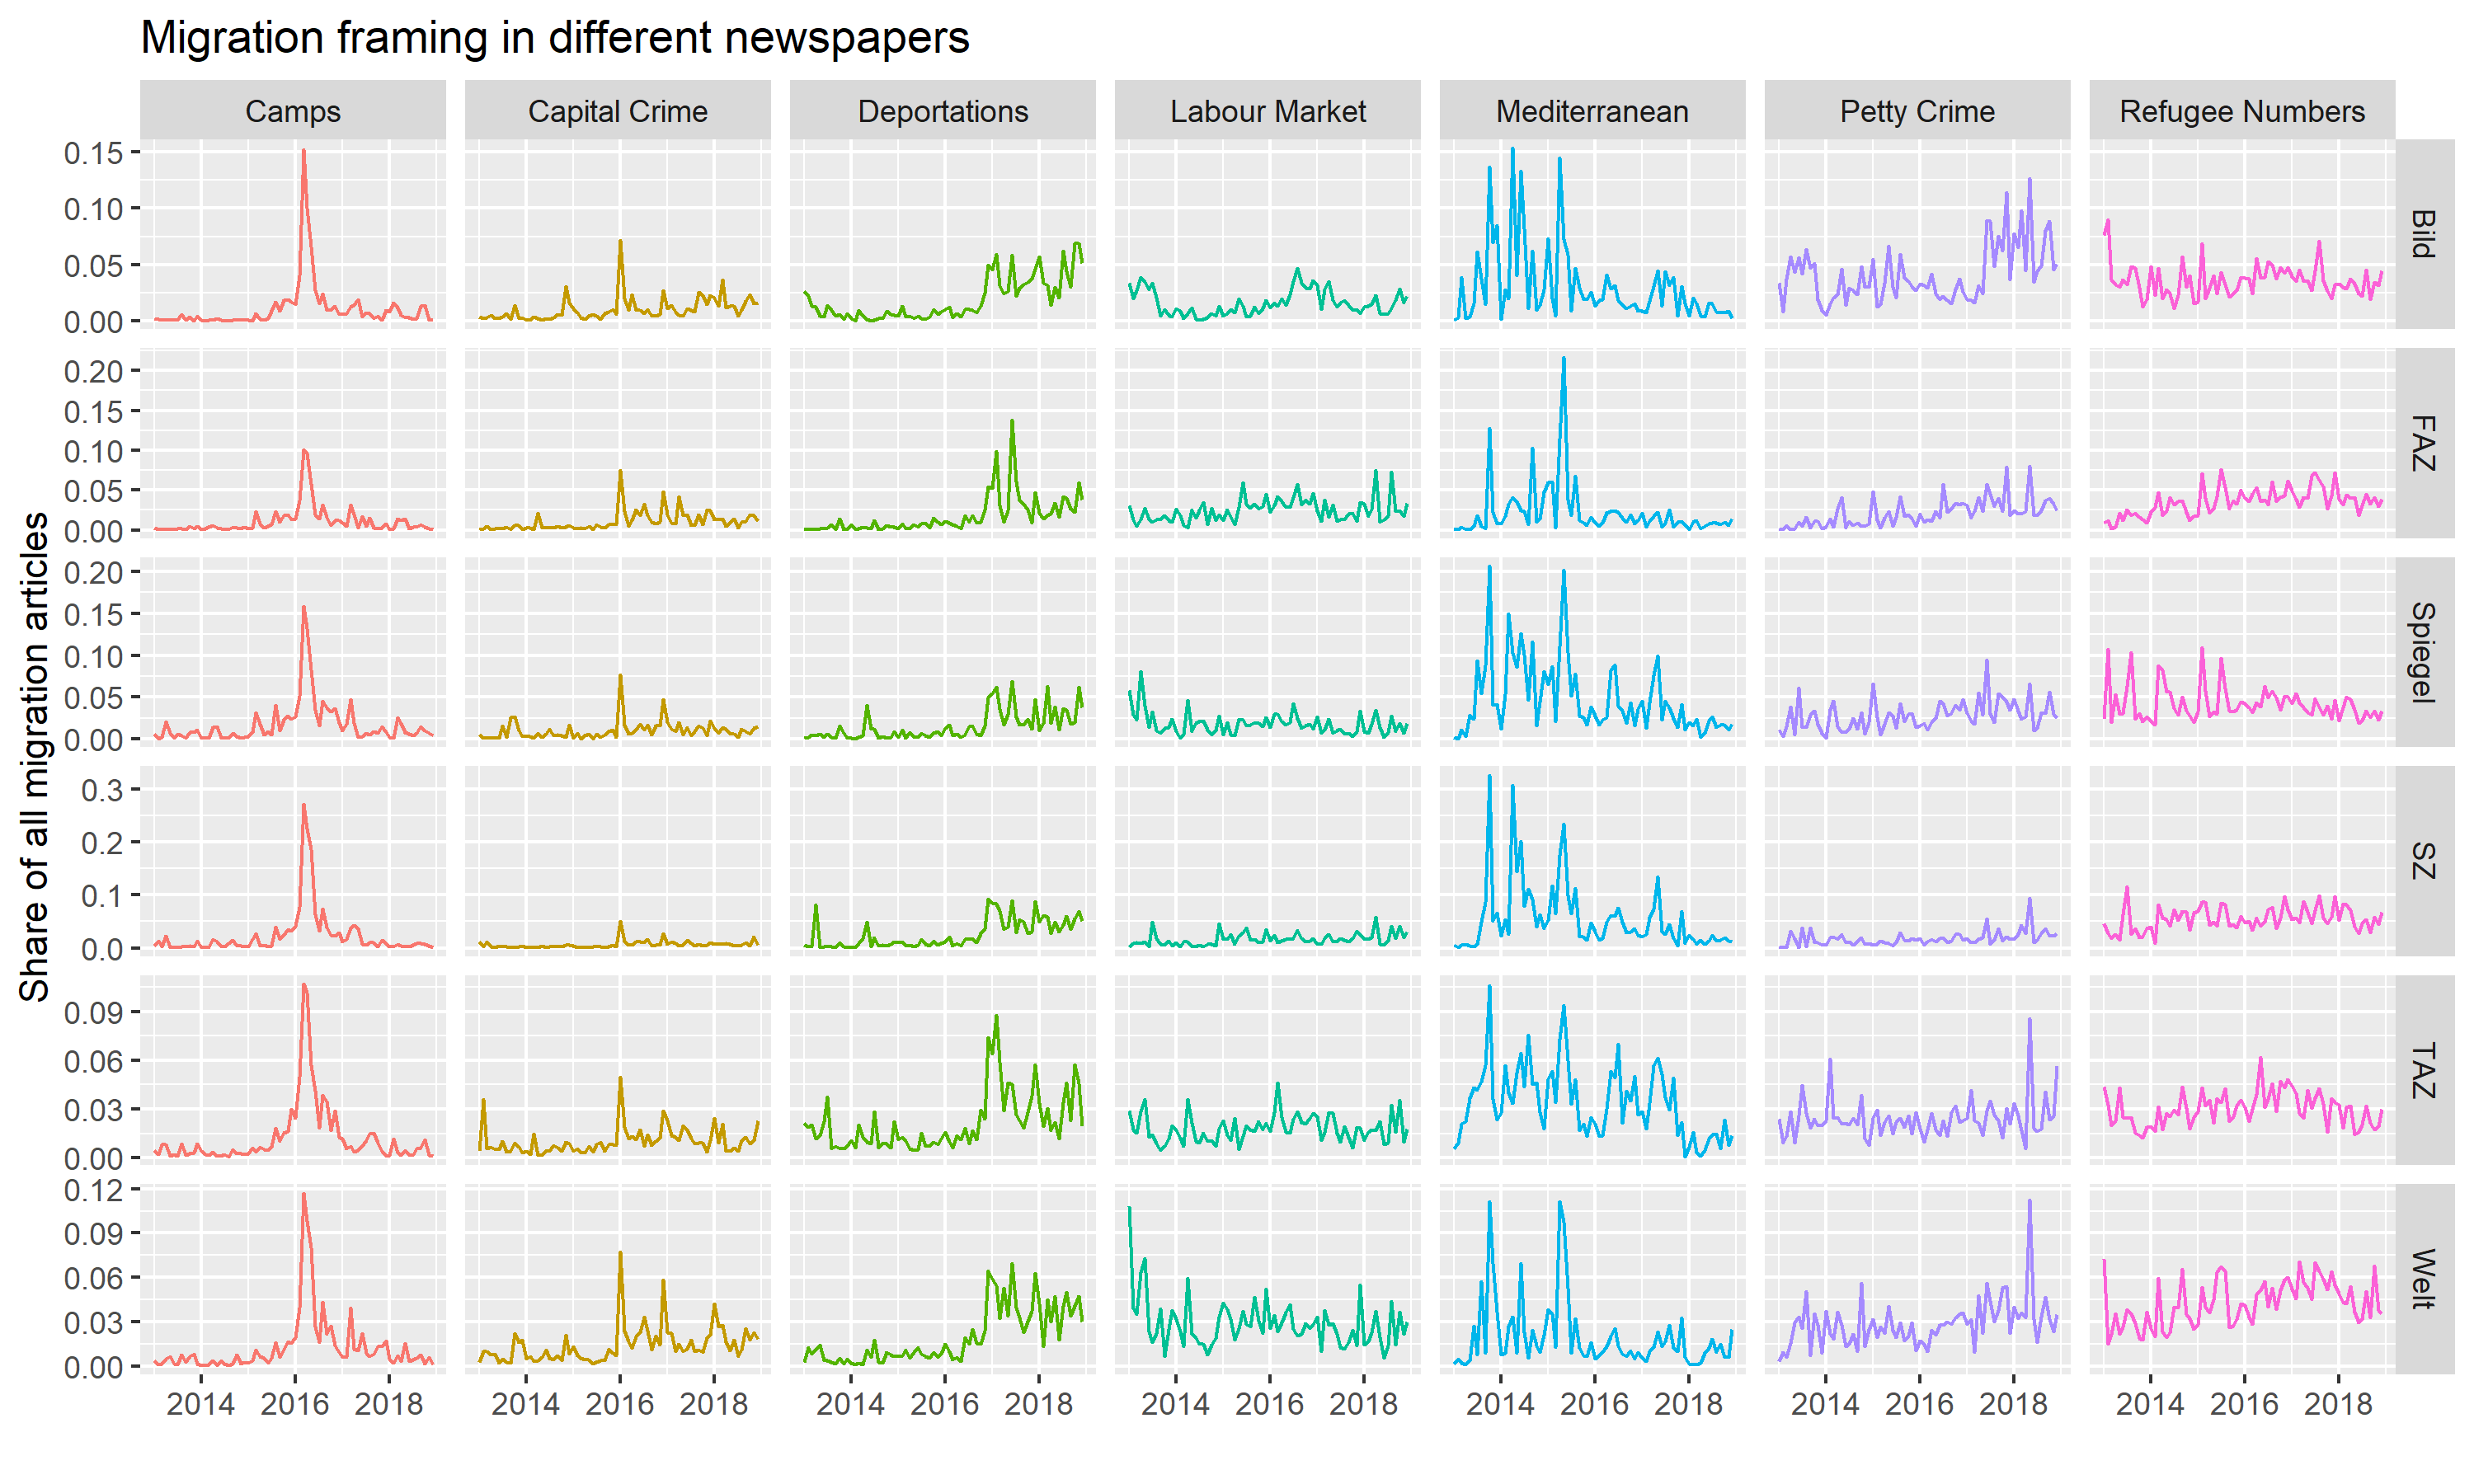 Migration framing in different newspapers
Camps Capital Crime Deportations Labour Market Mediterranean Petty Crime Refugee Numbers
Share of all migration articles
0.15
0.10
0.05
0.00
Bild
0.20
0.15
0.10
0.05
0.00
FAZ
0.20
0.15
0.10
0.05
0.00
Spiegel
0.3
0.2
0.1
0.0
SZ
0.09
0.06
0.03
0.00
TAZ
0.12
0.09
0.06
0.03
0.00
Welt
2014 2016 2018 2014 2016 2018 2014 2016 2018 2014 2016 2018 2014 2016 2018 2014 2016 2018 2014 2016 2018